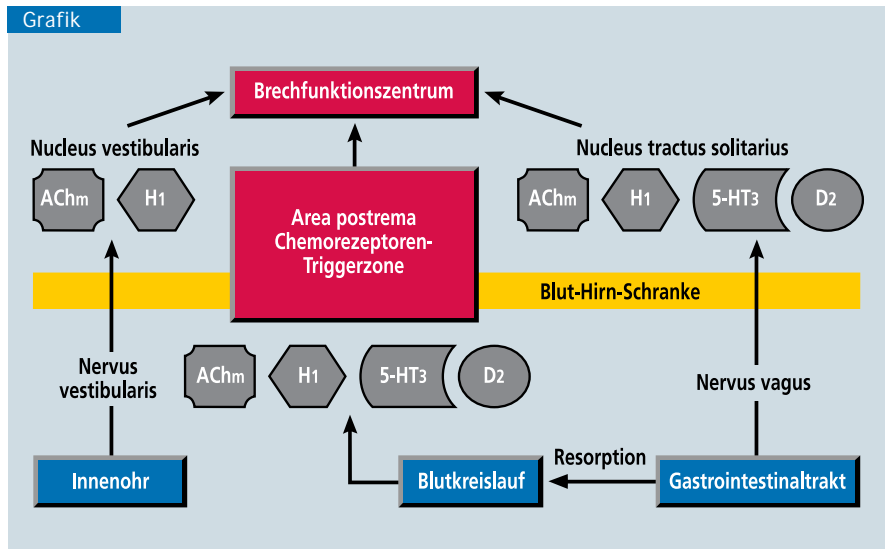 Grafik
Brechfunktionszentrum
Nucleus vestibularis
Nucleus tractus solitarius
AChm
H1
AChm
H1
5-HT3
D2
Area postrema
Chemorezeptoren-
Triggerzone
Blut-Hirn-Schranke
Nervus
vestibularis
AChm
H1
5-HT3
D2
Nervus vagus
Innenohr
Blutkreislauf
Resorption
Gastrointestinaltrakt